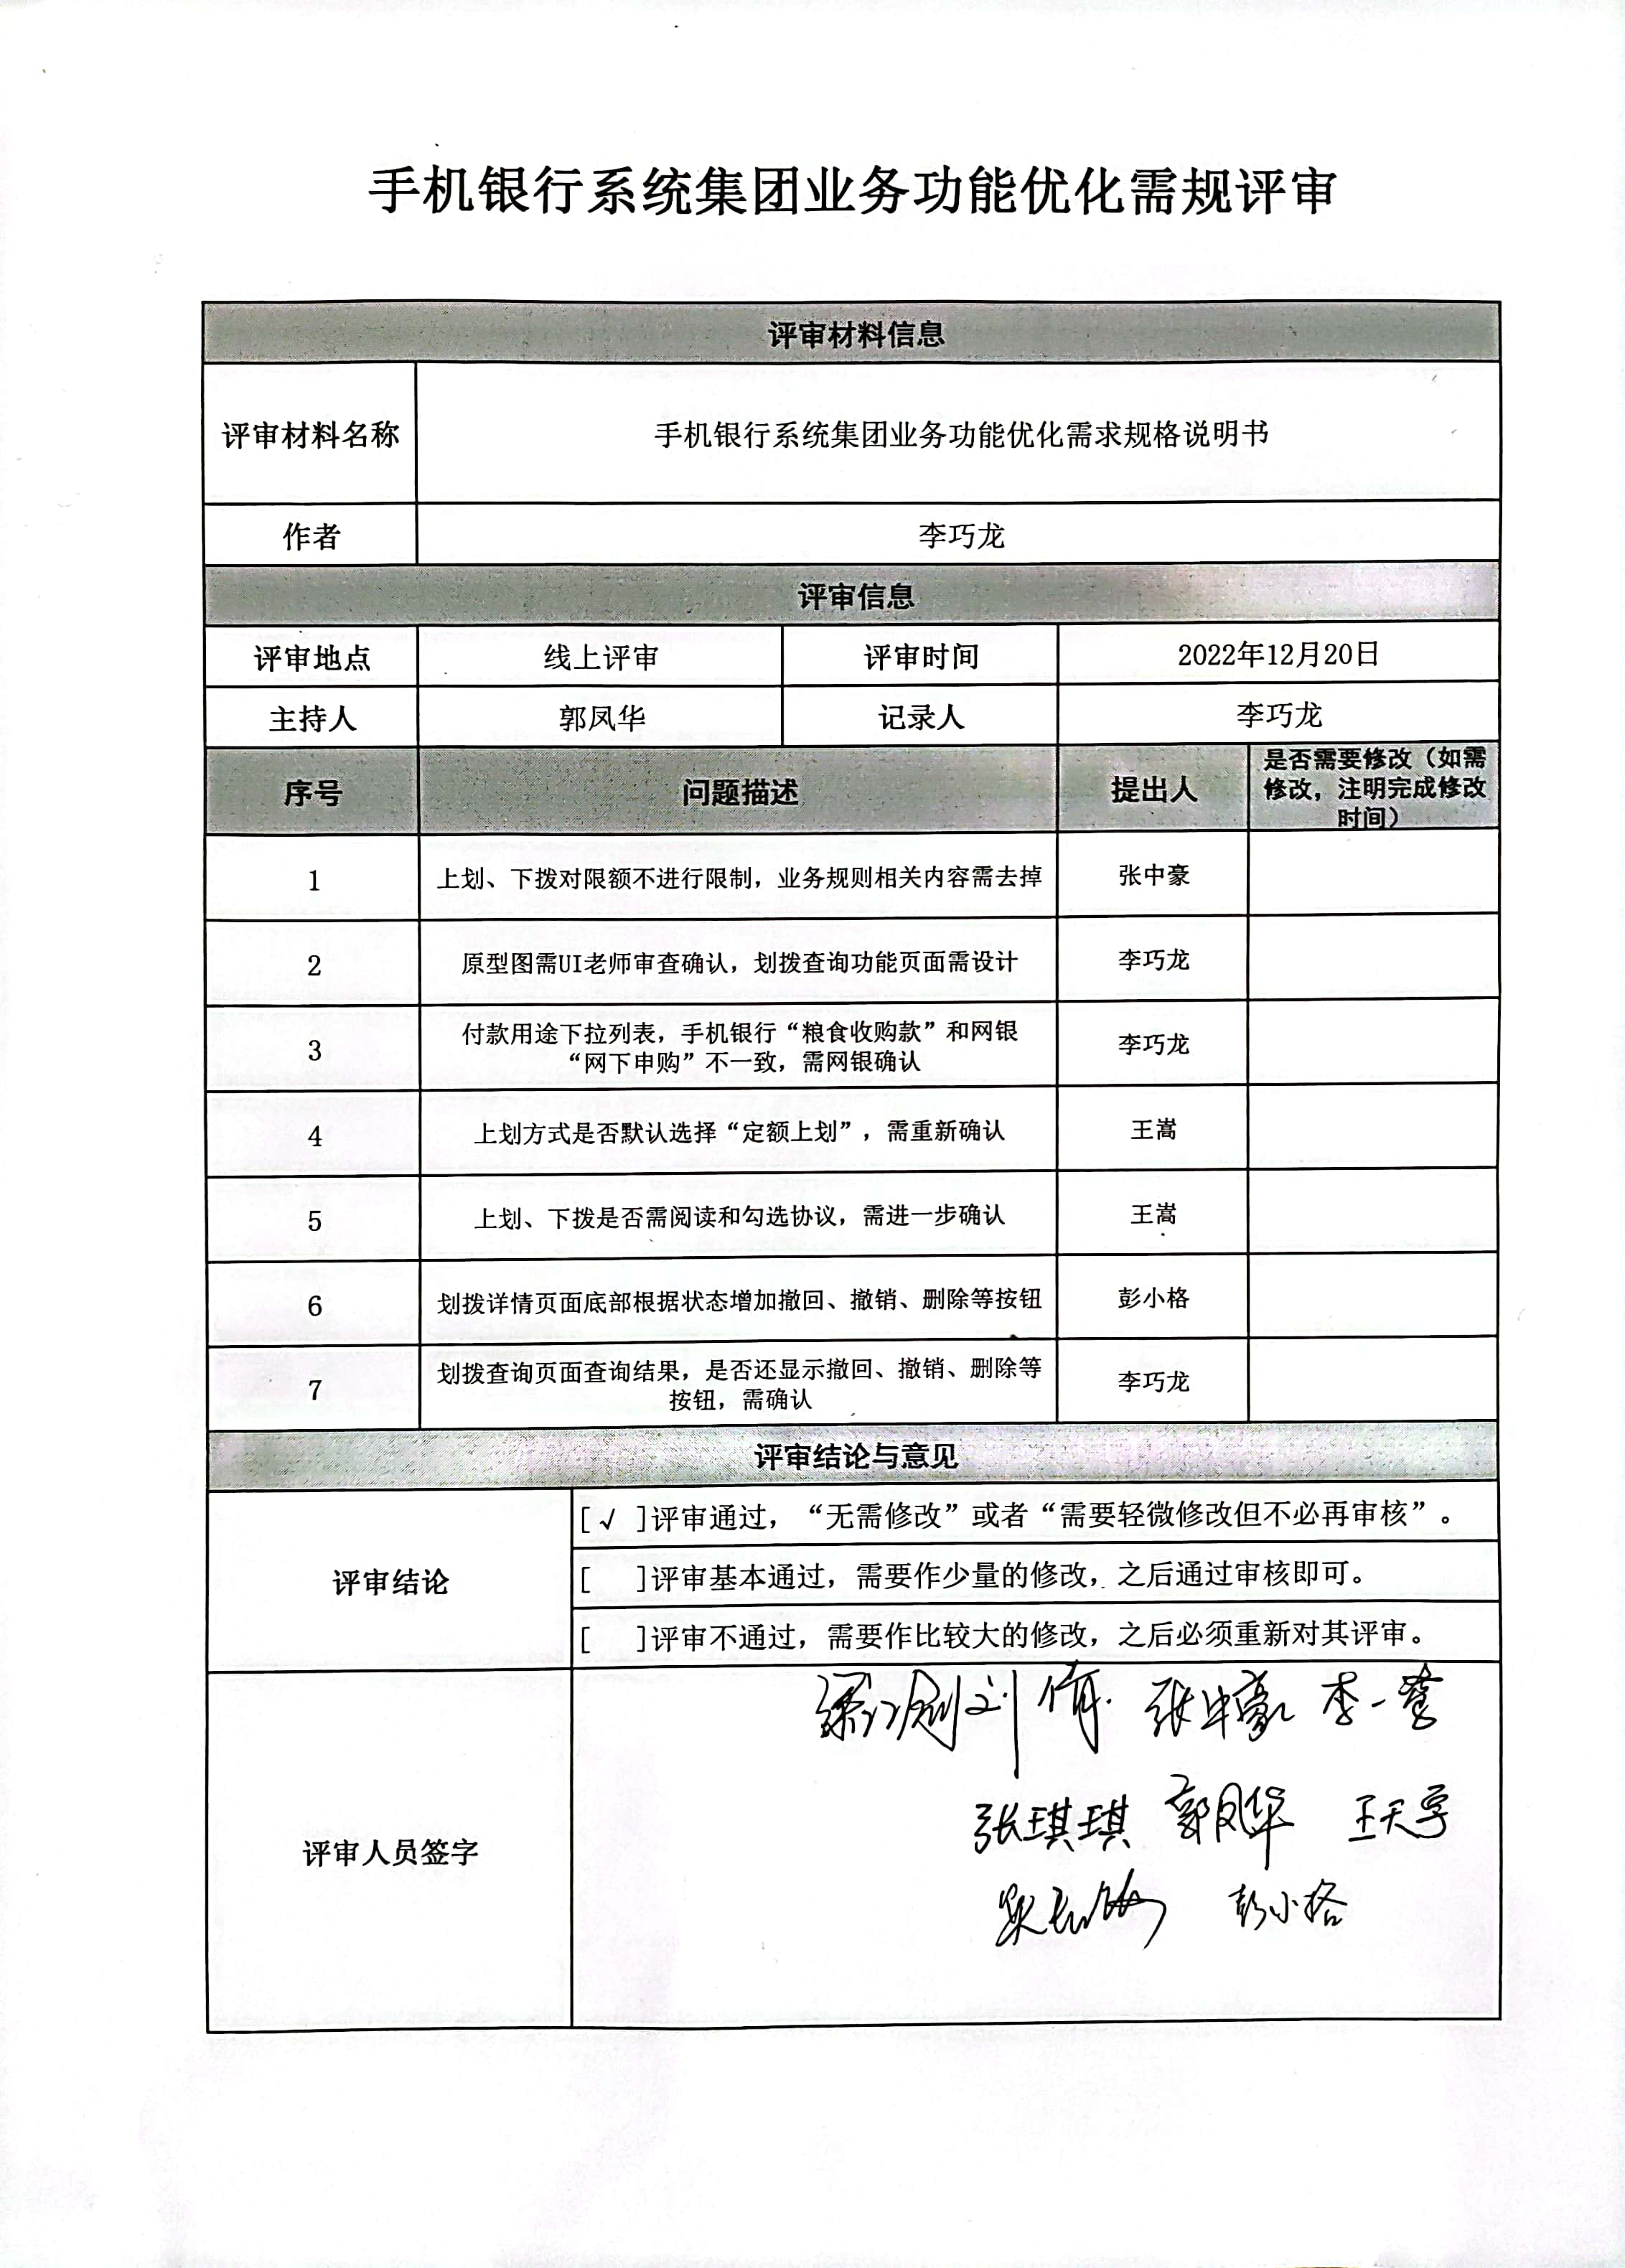 手机银行系统集团业务功能优化需规评审
评审材料信息
评审材料名称 手机银行系统集团业务功能优化需求规格说明书
作者 李巧龙
评审信息
评审地点 线上评审 评审时间 2022年12月20日
主持人 郭凤华 记录人 李巧龙
序号 问题描述 提出人 是否需要修改（如需
修改，注明完成修改
时间）
1 上划、下拨对限额不进行限制，业务规则相关内容需去掉 张中豪
2 原型图需UI老师审查确认，划拨查询功能页面需设计 李巧龙
3 付款用途下拉列表，手机银行“粮食收购款”和网银
“网下申购”不一致，需网银确认 李巧龙
4 上划方式是否默认选择“定额上划”，需重新确认 王嵩
5 上划、下拨是否需阅读和勾选协议，需进一步确认 王嵩
6 划拨详情页面底部根据状态增加撤回、撤销、删除等按钮 彭小格
7 划拨查询页面查询结果，是否还显示撤回、撤销、删除等
按钮，需确认 李巧龙
评审结论与意见
评审结论
[ √ ]评审通过，“无需修改”或者“需要轻微修改但不必再审核”。
[ ]评审基本通过，需要作少量的修改，之后通过审核即可。
[ ]评审不通过，需要作比较大的修改，之后必须重新对其评审。
评审人员签字
刘倩 张中豪
张琪琪 郭凤华 王天宇
彭小格